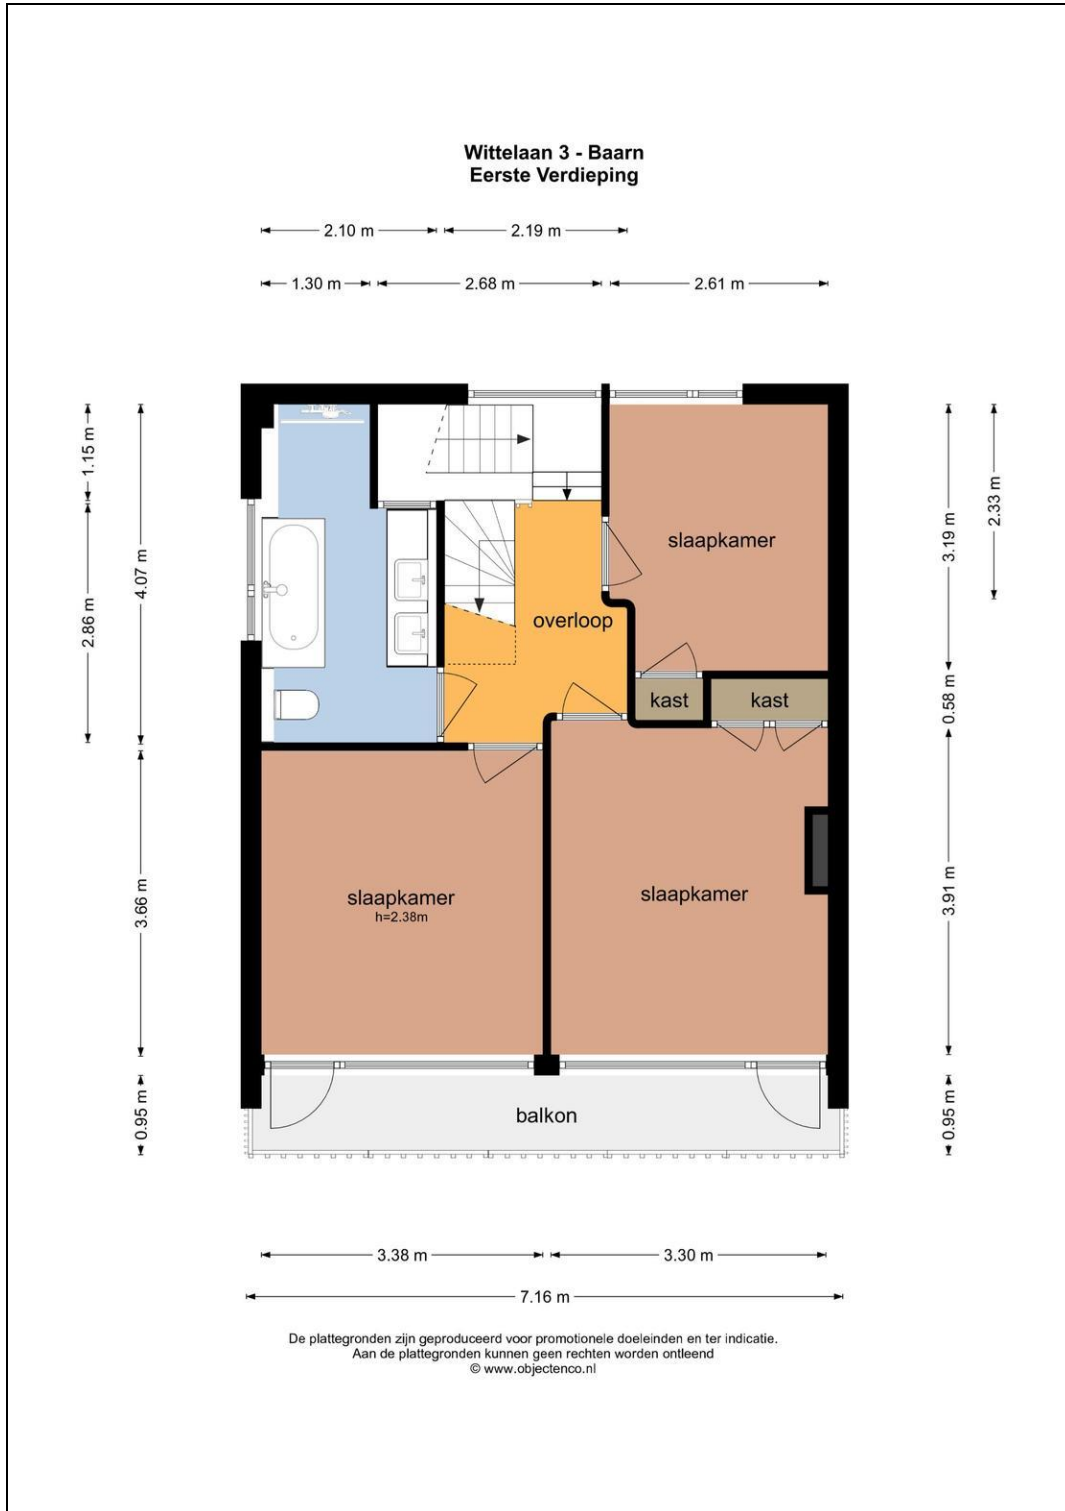 Wittelaan 3 - Baarn
Eerste Verdieping
2.10 m
2.19 m
1.30 m
2.68 m
2.61 m
1.15 m
4.07 m
2.86 m
3.66 m
0.95 m
3.19 m
2.33 m
0.58 m
3.91 m
0.95 m
slaapkamer
overloop
kast
kast
slaapkamer
h=2.38m
slaapkamer
balkon
3.38 m
3.30 m
7.16 m
De plattegronden zijn geproduceerd voor promotionele doeleinden en ter indicatie.
Aan de plattegronden kunnen geen rechten worden ontleend
© www.objectenco.nl